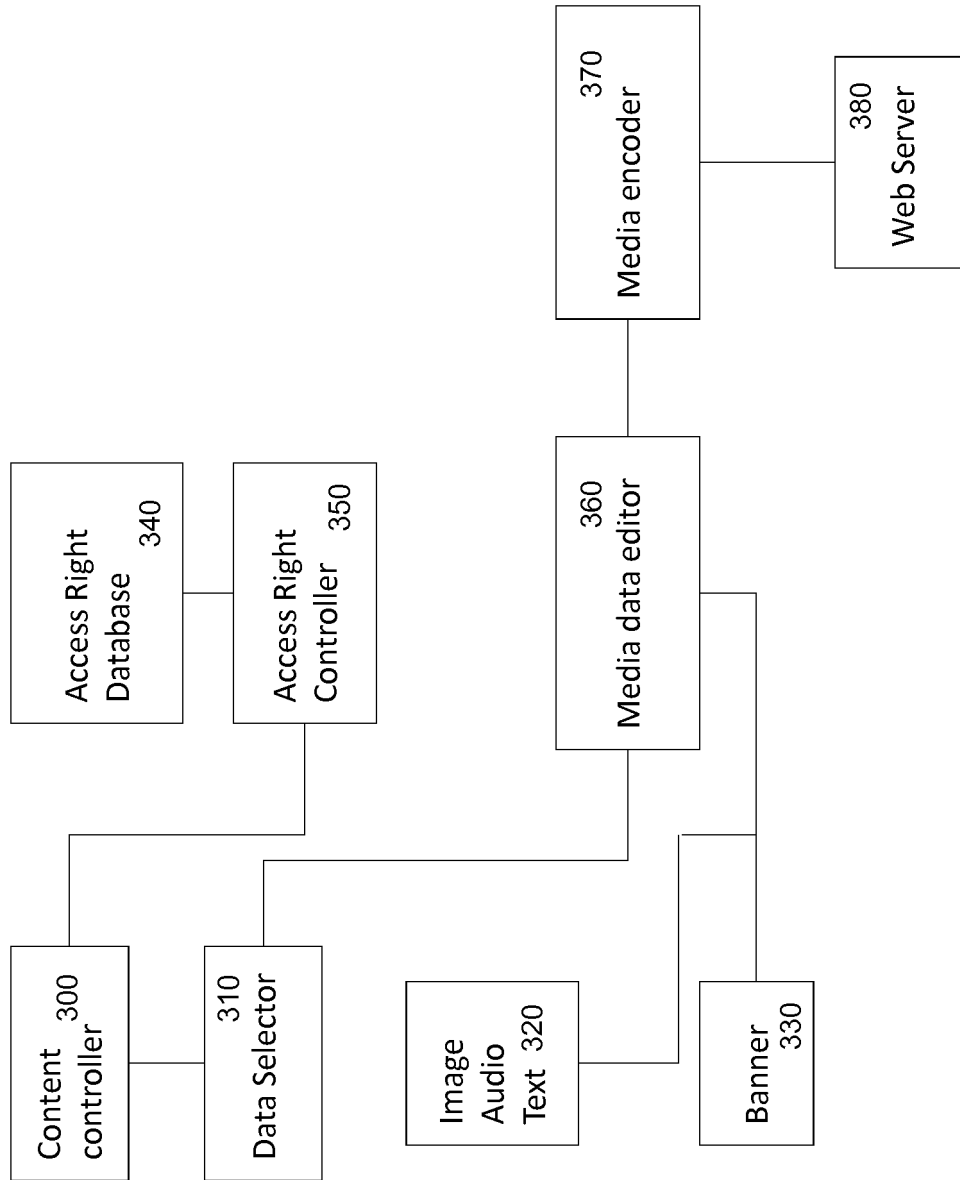 Content
300
controller
310
Data Selector
Image
Audio
Text 320
Banner
330
Access Right
Database
340
Access Right
Controller 350
360
Media data editor
370
Media encoder
380
Web Server